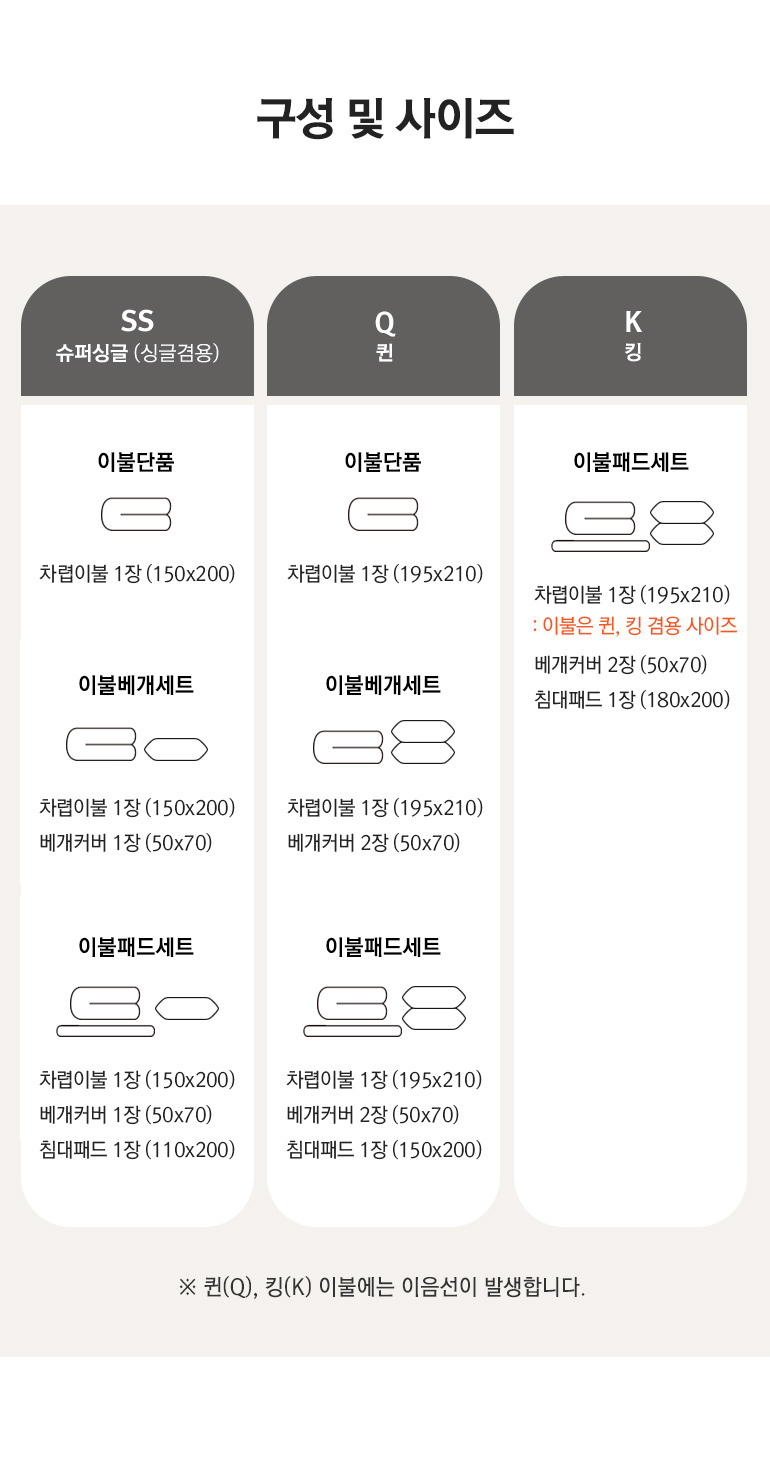 구성 및 사이즈
SS
슈퍼싱글 (싱글겸용)
이불단품
차렵이불 1장 (150x200)
이불베개세트
차렵이불 1장 (150x200)
베개커버 1장 (50x70)
이불패드세트
차렵이불 1장 (150x200)
베개커버 1장 (50x70)
침대패드 1장 (110x200)
Q
퀸
이불단품
차렵이불 1장 (195x210)
이불베개세트
차렵이불 1장 (195x210)
베개커버 2장 (50x70)
이불패드세트
차렵이불 1장 (195x210)
베개커버 2장 (50x70)
침대패드 1장 (150x200)
K
킹
이불패드세트
차렵이불 1장 (195x210)
: 이불은 퀸, 킹 겸용 사이즈
베개커버 2장 (50x70)
침대패드 1장 (180x200)
※ 퀸(Q), 킹(K) 이불에는 이음선이 발생합니다.